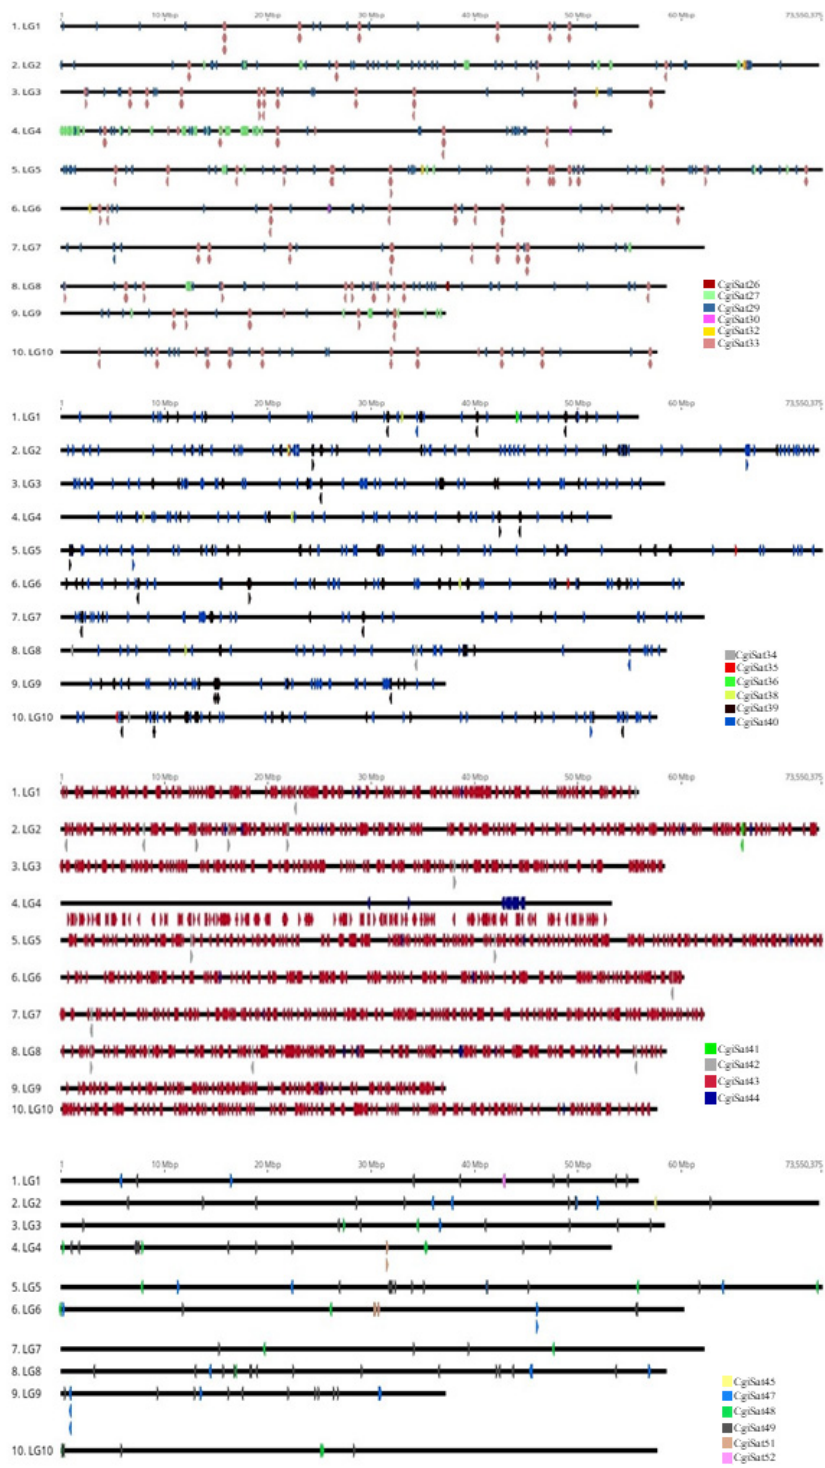 1 10 Mbp 20 Mbp 30 Mbp 40 Mbp 50 Mbp 60 Mbp 73,550,375
1. LG1
2. LG2
3. LG3
4. LG4
5. LG5
6. LG6
7. LG7
8. LG8
9. LG9
10. LG10
CgiSat26
CgiSat27
CgiSat29
CgiSat30
CgiSat32
CgiSat33
1 10 Mbp 20 Mbp 30 Mbp 40 Mbp 50 Mbp 60 Mbp 73,550,375
1. LG1
2. LG2
3. LG3
4. LG4
5. LG5
6. LG6
7. LG7
8. LG8
9. LG9
10. LG10
CgiSat34
CgiSat35
CgiSat36
CgiSat38
CgiSat39
CgiSat40
1 10 Mbp 20 Mbp 30 Mbp 40 Mbp 50 Mbp 60 Mbp 73,550,375
1. LG1
2. LG2
3. LG3
4. LG4
5. LG5
6. LG6
7. LG7
8. LG8
9. LG9
10. LG10
CgiSat41
CgiSat42
CgiSat43
CgiSat44
1 10 Mbp 20 Mbp 30 Mbp 40 Mbp 50 Mbp 60 Mbp 73,550,375
1. LG1
2. LG2
3. LG3
4. LG4
5. LG5
6. LG6
7. LG7
8. LG8
9. LG9
10. LG10
CgiSat45
CgiSat47
CgiSat48
CgiSat49
CgiSat51
CgiSat52